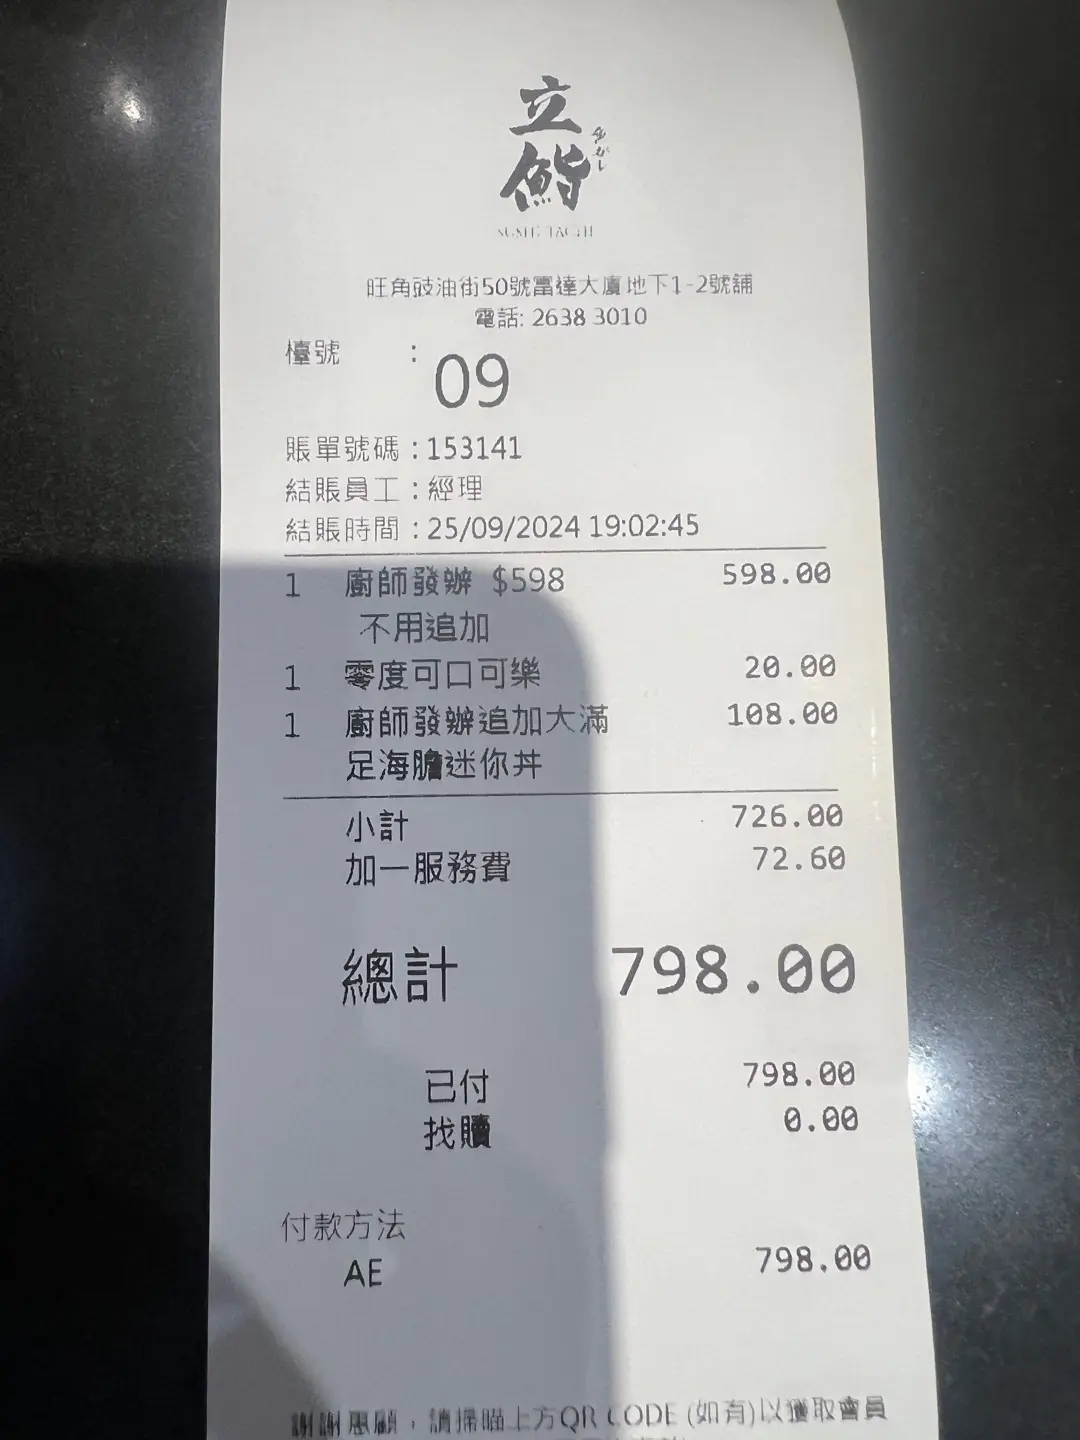 立
鮨
SUSHI TACHI
旺角豉油街50號富達大廈地下1-2號舖
電話: 2638 3010
檯號 : 09
賬單號碼 : 153141
結賬員工 : 經理
結賬時間 : 25/09/2024 19:02:45
1 廚師發辦 $598 598.00
不用追加
1 零度可口可樂 20.00
1 廚師發辦追加大滿 108.00
足海膽迷你丼
小計 726.00
加一服務費 72.60
總計 798.00
已付 798.00
找贖 0.00
付款方法
AE 798.00
謝謝惠顧，請掃瞄上方QR CODE (如有)以獲取會員